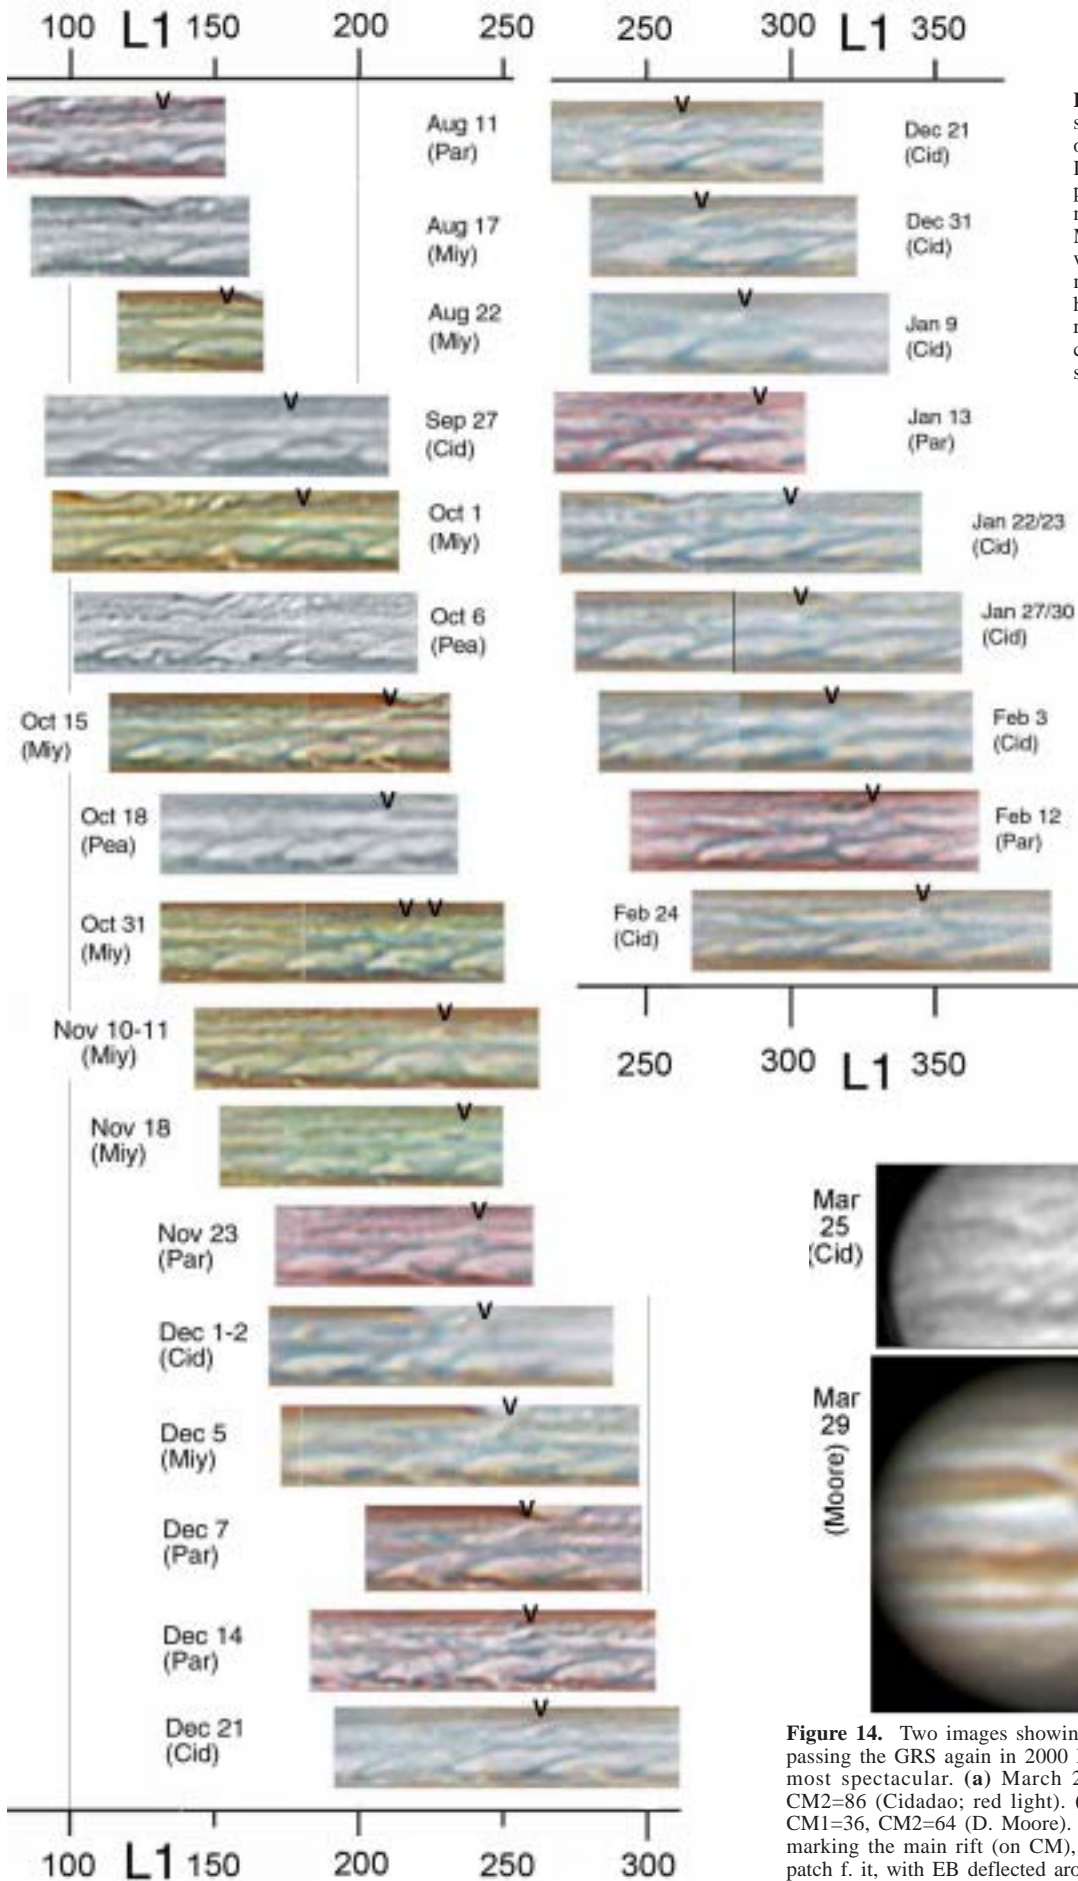 100 L1 150 200 250
v
Aug 11
(Par)
Aug 17
(Miy)
v
Aug 22
(Miy)
v
Sep 27
(Cid)
v
Oct 1
(Miy)
Oct 6
(Pea)
v
Oct 15
(Miy)
v
Oct 18
(Pea)
v v
Oct 31
(Miy)
v
Nov 10-11
(Miy)
v
Nov 18
(Miy)
v
Nov 23
(Par)
v
Dec 1-2
(Cid)
v
Dec 5
(Miy)
v
Dec 7
(Par)
v
Dec 14
(Par)
v
Dec 21
(Cid)
100 L1 150 200 250
250 300 L1 350
v
Dec 21
(Cid)
v
Dec 31
(Cid)
v
Jan 9
(Cid)
v
Jan 13
(Par)
v
Jan 22/23
(Cid)
v
Jan 27/30
(Cid)
v
Feb 3
(Cid)
v
Feb 12
(Par)
v
Feb 24
(Cid)
250 300 L1 350
Mar
25
(Cid)
Mar
29
(Moore)
Figure 14. Two images showin
passing the GRS again in 2000
most spectacular. (a) March 2
CM2=86 (Cidadao; red light). (
CM1=36, CM2=64 (D. Moore).
marking the main rift (on CM),
patch f. it, with EB deflected aro